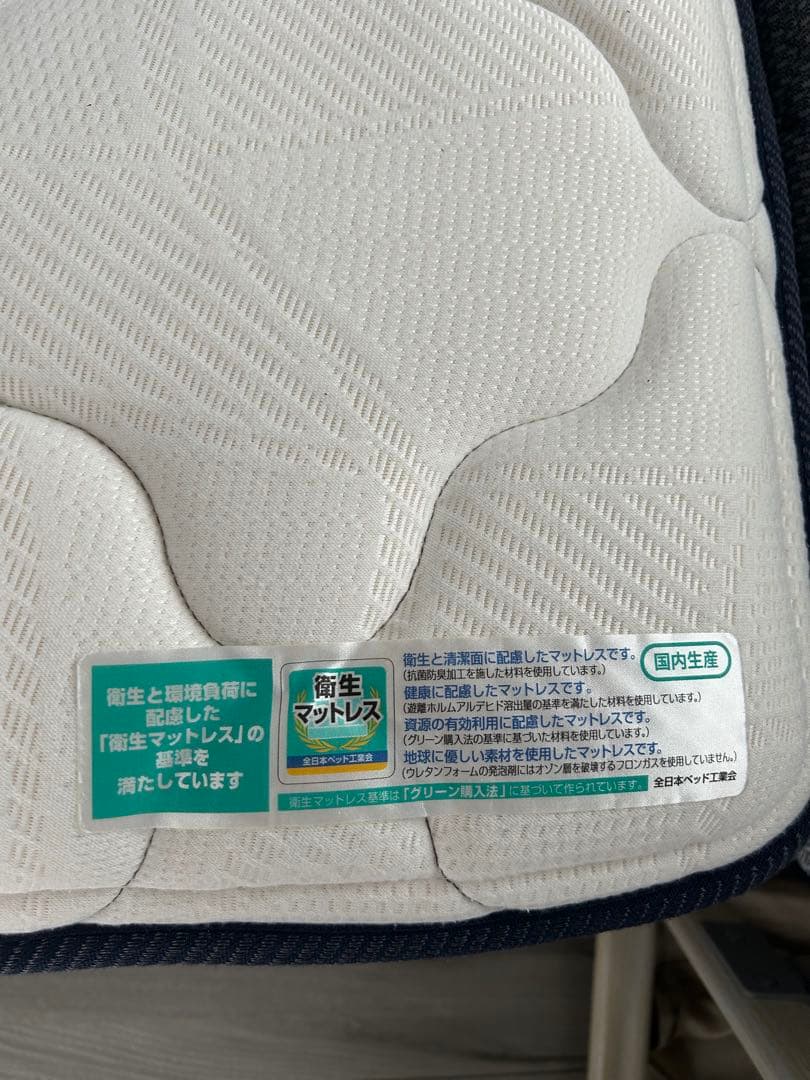 衛生と環境負荷に
配慮した
「衛生マットレス」の
基準を
満たしています
衛生
マットレス
全日本ベッド工業会
衛生と清潔面に配慮したマットレスです。
(抗菌防臭加工を施した材料を使用しています。)
健康に配慮したマットレスです。
(遊離ホルムアルデヒド溶出量の基準を満たした材料を使用しています。)
資源の有効利用に配慮したマットレスです。
(グリーン購入法の基準に基づいた材料を使用しています。)
地球に優しい素材を使用したマットレスです。
(ウレタンフォームの発泡剤にはオゾン層を破壊するフロンガスを使用していません。)
国内生産
衛生マットレス基準は「グリーン購入法」に基づいて作られています。
全日本ベッド工業会